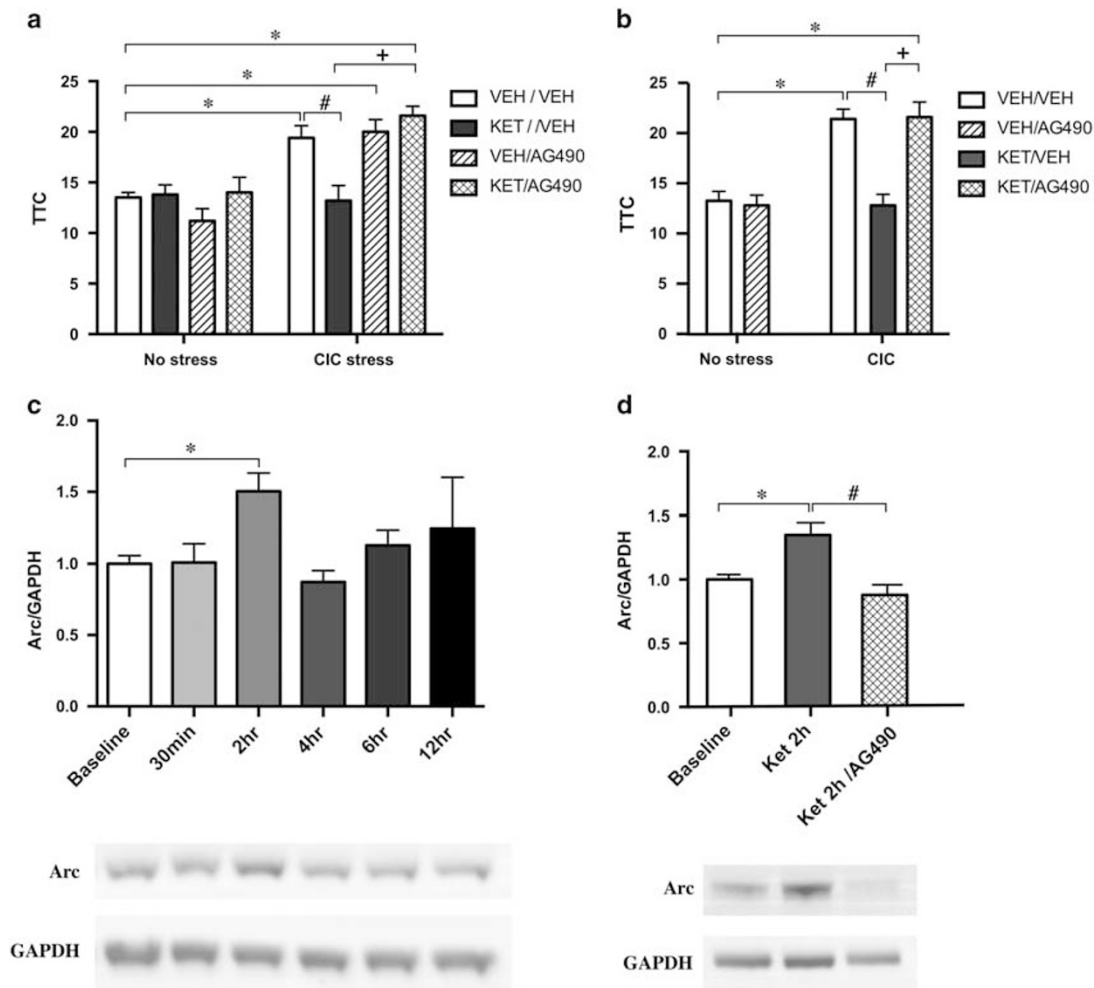 a
*
+
*
*
#
25
20
15
10
5
0
TTC
No stress
CIC stress
VEH / VEH
KET / /VEH
VEH/AG490
KET/AG490
b
*
+
*
#
25
20
15
10
5
0
TTC
No stress
CIC
VEH/VEH
VEH/AG490
KET/VEH
KET/AG490
c
*
2.0
1.5
1.0
0.5
0.0
Arc/GAPDH
Baseline
30min
2hr
4hr
6hr
12hr
Arc
GAPDH
d
*
#
2.0
1.5
1.0
0.5
0.0
Arc/GAPDH
Baseline
Ket 2h
Ket 2h /AG490
Arc
GAPDH